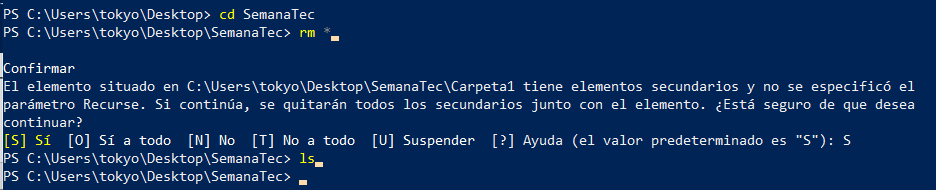 PS C:\Users\tokyo\Desktop> cd SemanaTec
PS C:\Users\tokyo\Desktop\SemanaTec> rm *
Confirmar
El elemento situado en C:\Users\tokyo\Desktop\SemanaTec\Carpeta1 tiene elementos secundarios y no se especificó el
parámetro Recurse. Si continúa, se quitarán todos los secundarios junto con el elemento. ¿Está seguro de que desea
continuar?
[S] Sí  [O] Sí a todo  [N] No  [T] No a todo  [U] Suspender  [?] Ayuda (el valor predeterminado es "S"): S
PS C:\Users\tokyo\Desktop\SemanaTec> ls
PS C:\Users\tokyo\Desktop\SemanaTec>